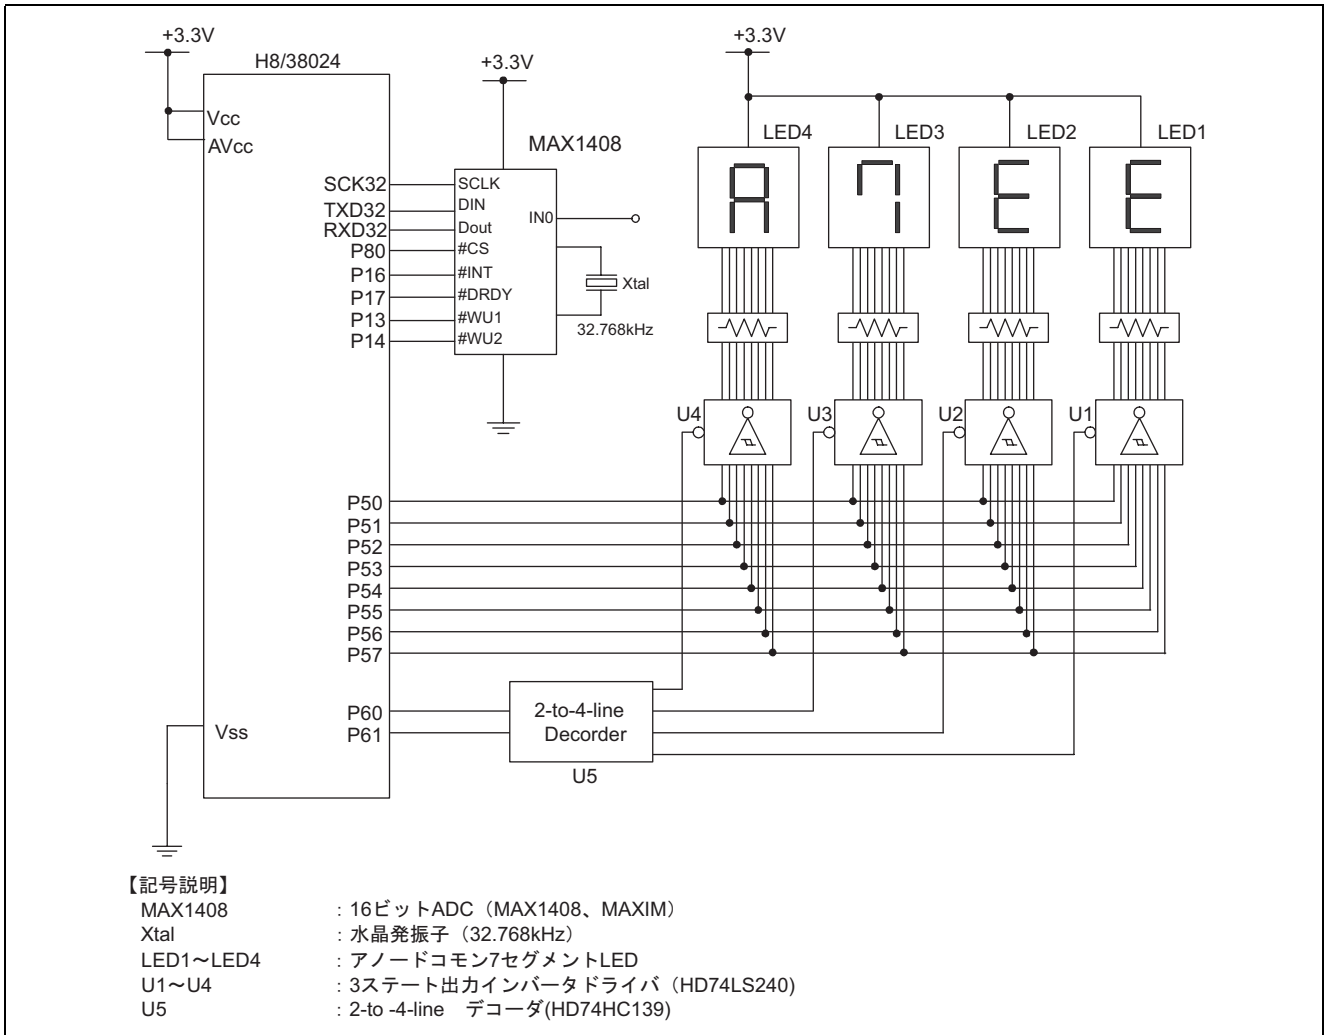 +3.3V
H8/38024
Vcc
AVcc
SCK32
TXD32
RXD32
P80
P16
P17
P13
P14
P50
P51
P52
P53
P54
P55
P56
P57
P60
P61
Vss
+3.3V
MAX1408
SCLK
DIN
Dout
#CS
#INT
#DRDY
#WU1
#WU2
IN0
Xtal
32.768kHz
+3.3V
LED4
LED3
LED2
LED1
A
7
E
E
U4
U3
U2
U1
2-to-4-line
Decorder
U5
【記号説明】
MAX1408 : 16ビットADC（MAX1408、MAXIM）
Xtal : 水晶発振子（32.768kHz）
LED1～LED4 : アノードコモン7セグメントLED
U1～U4 : 3ステート出力インバータドライバ（HD74LS240)
U5 : 2-to -4-line　デコーダ(HD74HC139)